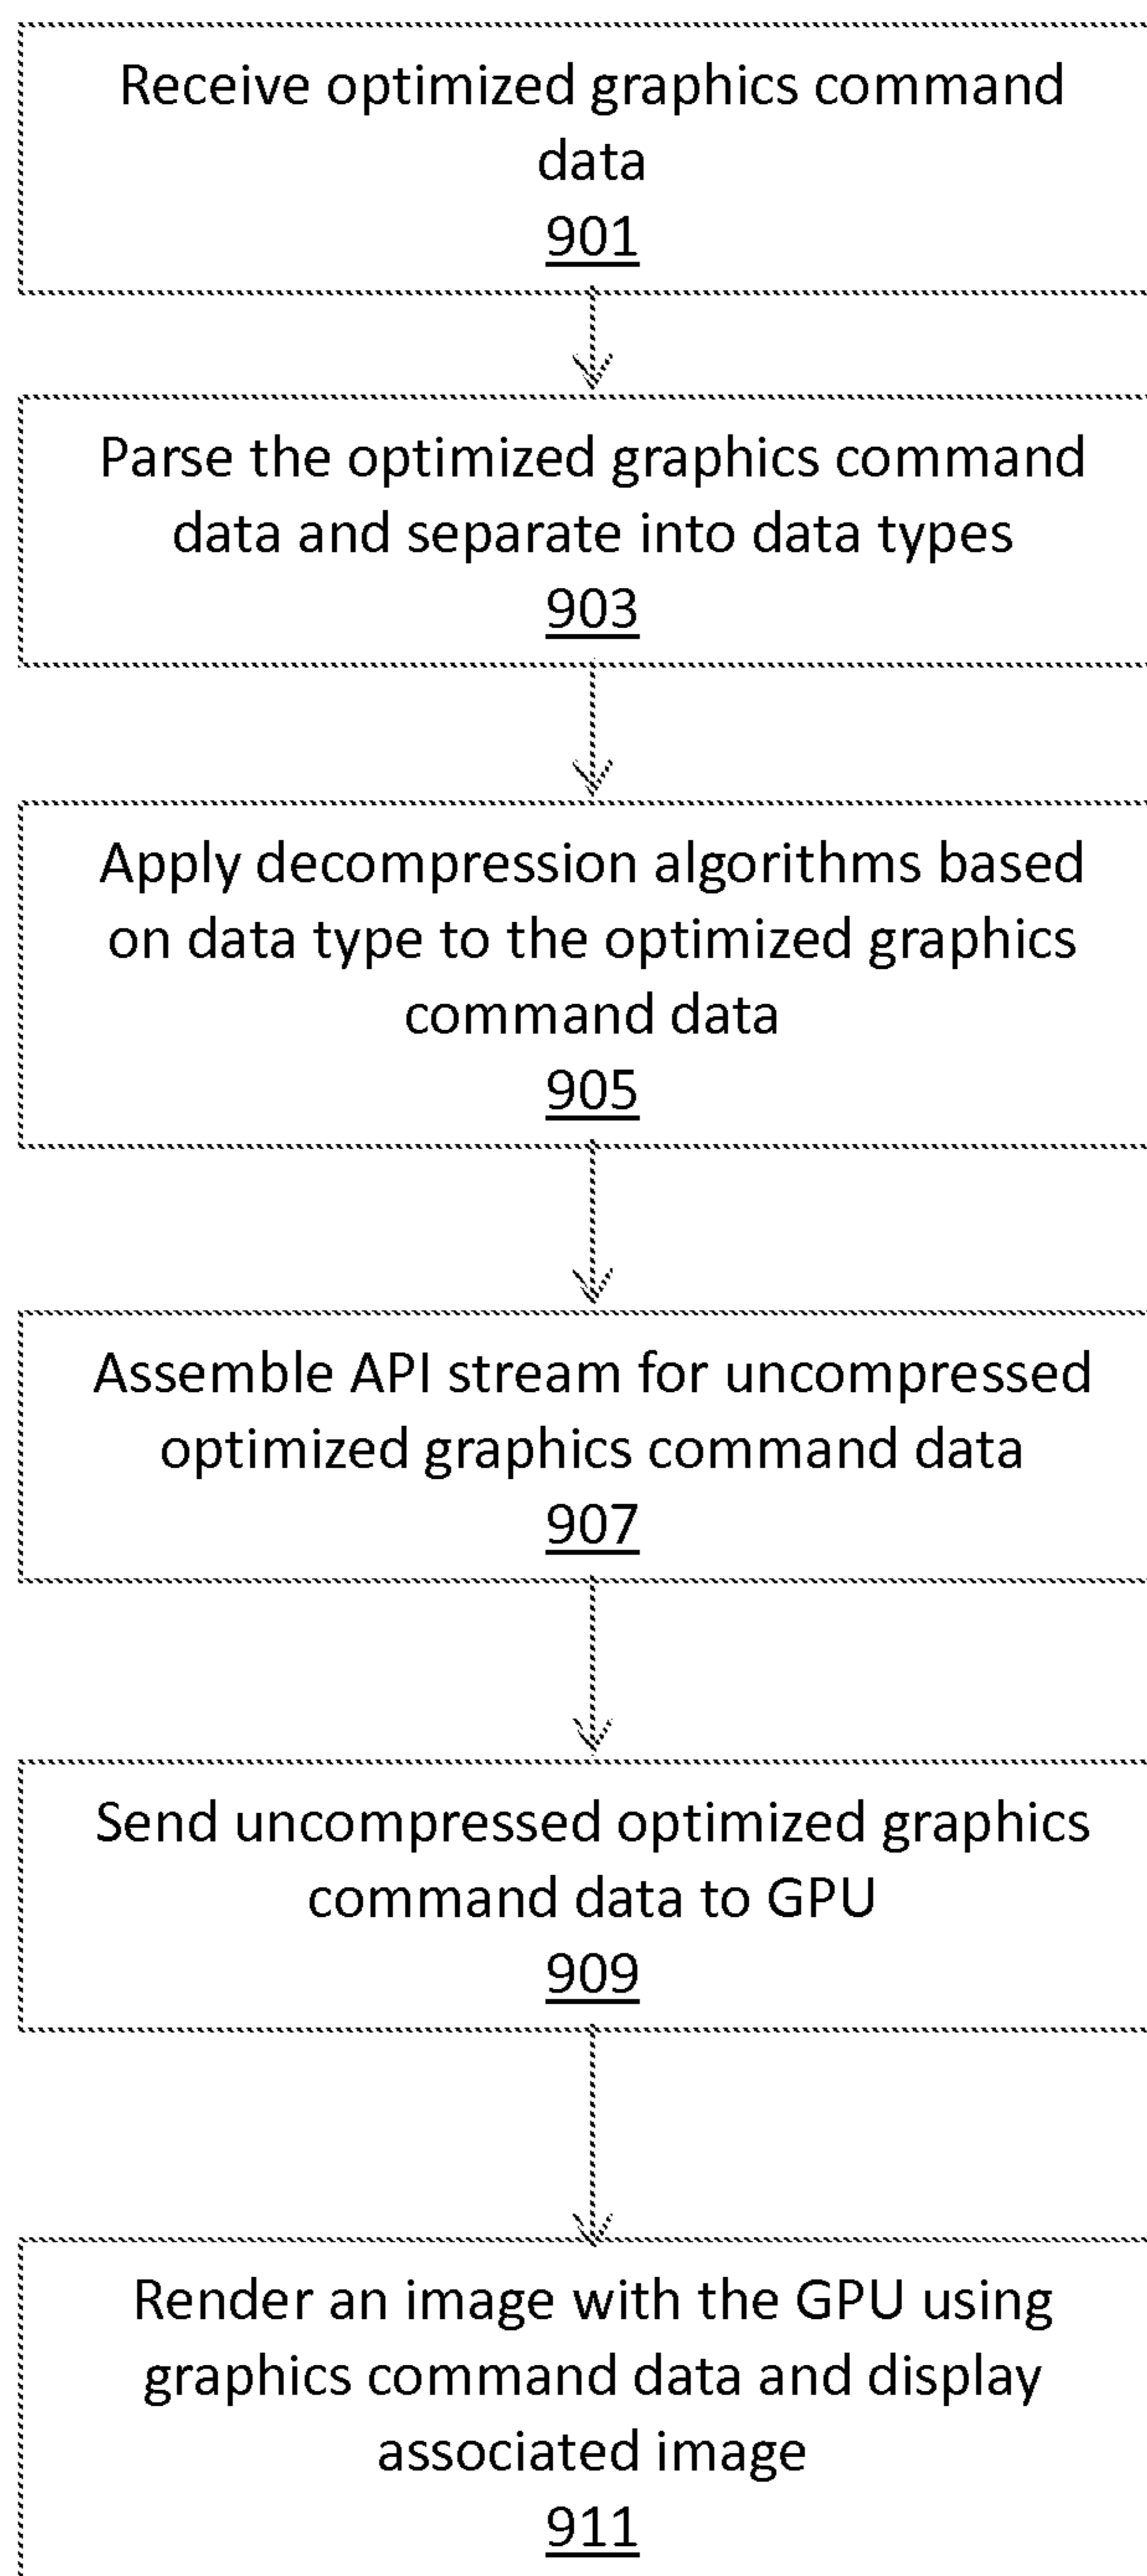 Receive optimized graphics command
data
901
Parse the optimized graphics command
data and separate into data types
903
Apply decompression algorithms based
on data type to the optimized graphics
command data
905
Assemble API stream for uncompressed
optimized graphics command data
907
Send uncompressed optimized graphics
command data to GPU
909
Render an image with the GPU using
graphics command data and display
associated image
911